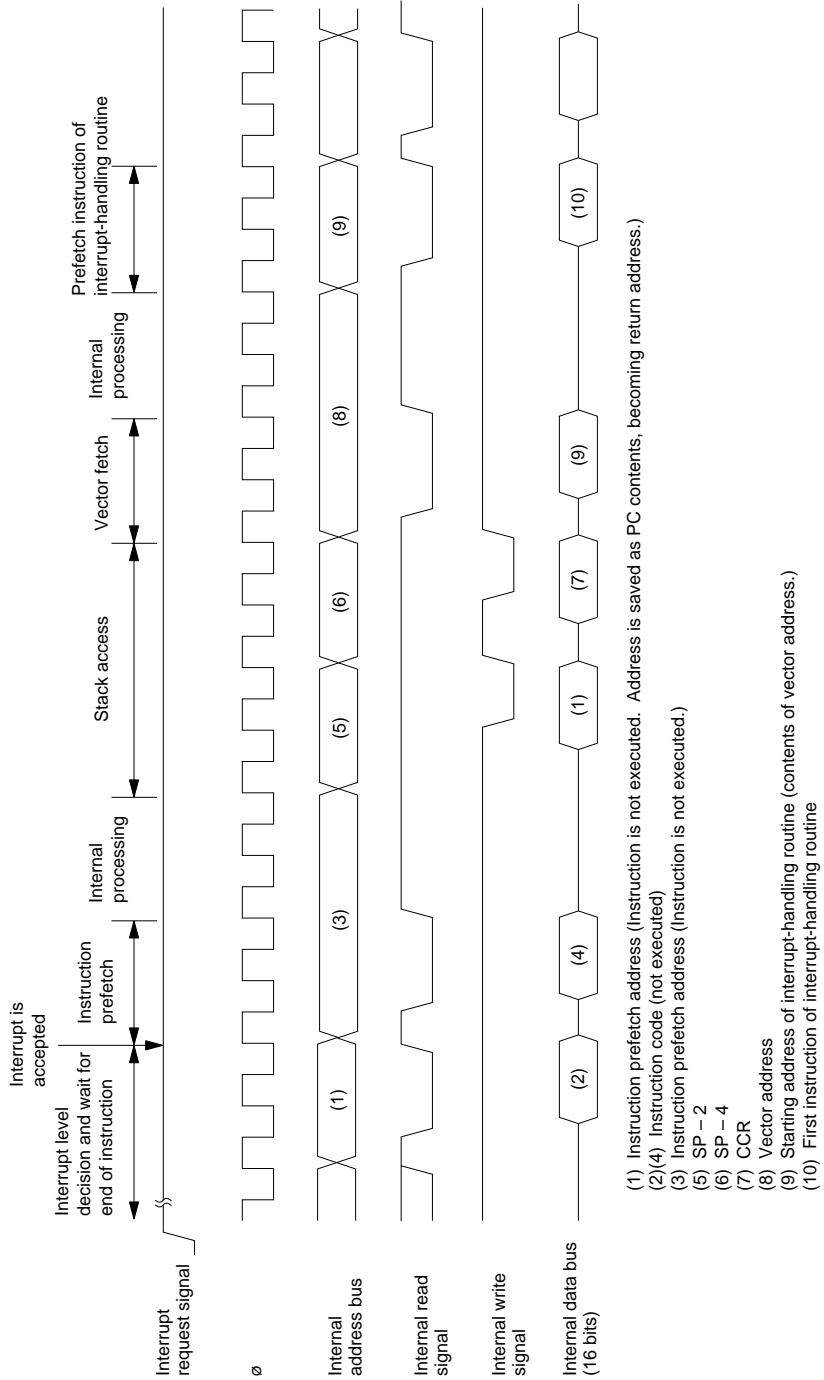 Interrupt is
accepted
Interrupt level
decision and wait for
end of instruction
Instruction
prefetch
Internal
processing
Stack access
Vector fetch
Internal
processing
Prefetch instruction of
interrupt-handling routine
Interrupt
request signal
ø
Internal
address bus
(1)
(3)
(5)
(6)
(8)
(9)
Internal read
signal
Internal write
signal
Internal data bus
(16 bits)
(2)
(4)
(1)
(7)
(9)
(10)
(1) Instruction prefetch address (Instruction is not executed. Address is saved as PC contents, becoming return address.)
(2)(4) Instruction code (not executed)
(3) Instruction prefetch address (Instruction is not executed.)
(5) SP – 2
(6) SP – 4
(7) CCR
(8) Vector address
(9) Starting address of interrupt-handling routine (contents of vector address.)
(10) First instruction of interrupt-handling routine